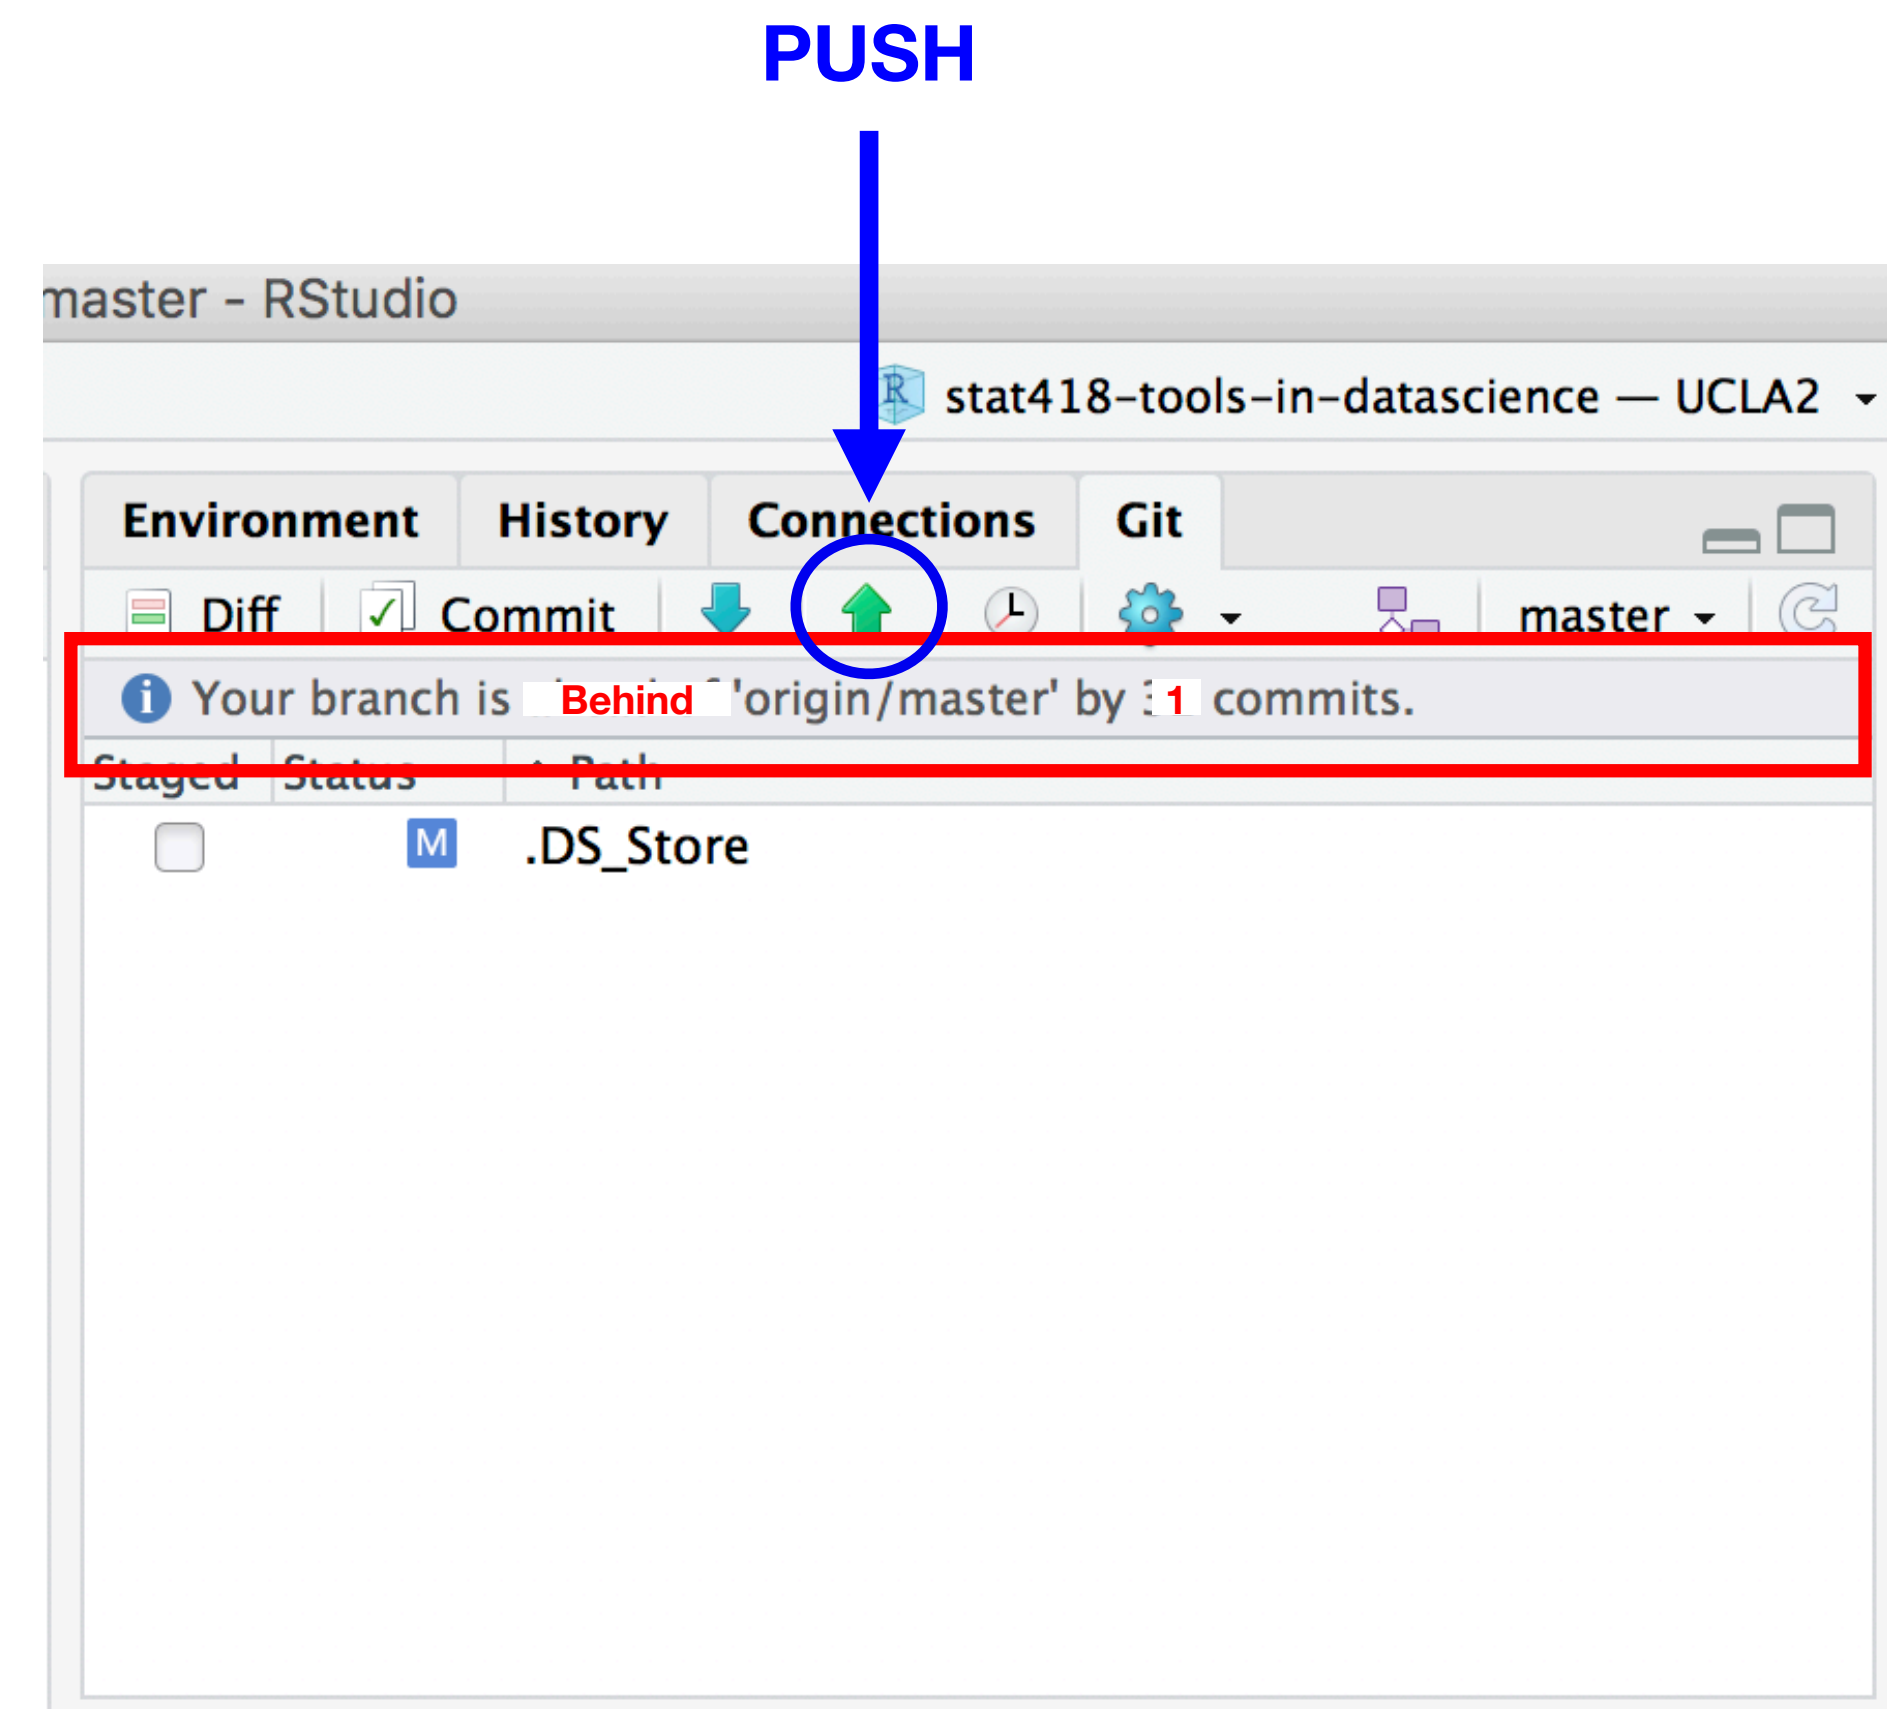 PUSH
master - RStudio
R stat418-tools-in-datascience — UCLA2
Environment History Connections Git
Diff Commit master
i Your branch is Behind 'origin/master' by 1 commits.
Staged Status Path
M .DS_Store